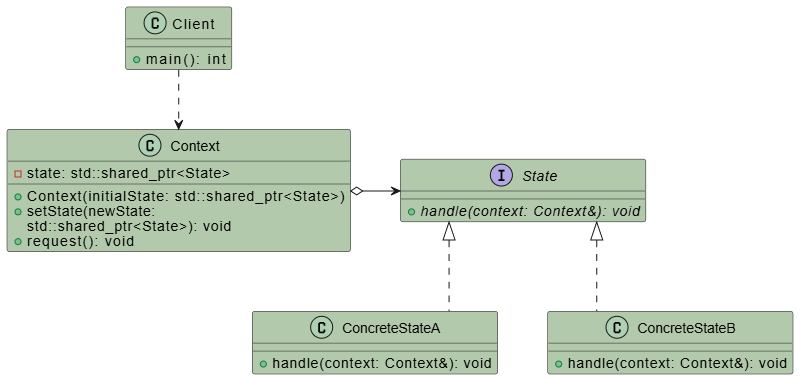 C Client
main(): int
C Context
state: std::shared_ptr<State>
Context(initialState: std::shared_ptr<State>)
setState(newState:
std::shared_ptr<State>): void
request(): void
I State
handle(context: Context&): void
C ConcreteStateA
handle(context: Context&): void
C ConcreteStateB
handle(context: Context&): void